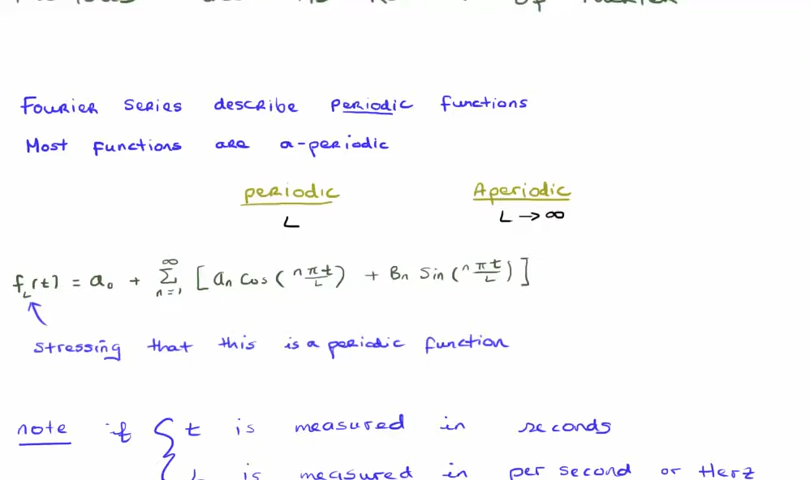 Fourier series describe periodic functions
Most functions are a-periodic
periodic Aperiodic
L L → ∞
f_L(t) = a₀ + ∞ Σ n=1 [ an Cos (nπt/L) + Bn Sin (nπt/L) ]
stressing that this is a periodic function
note if { t is measured in seconds
is measured in per second or Herz